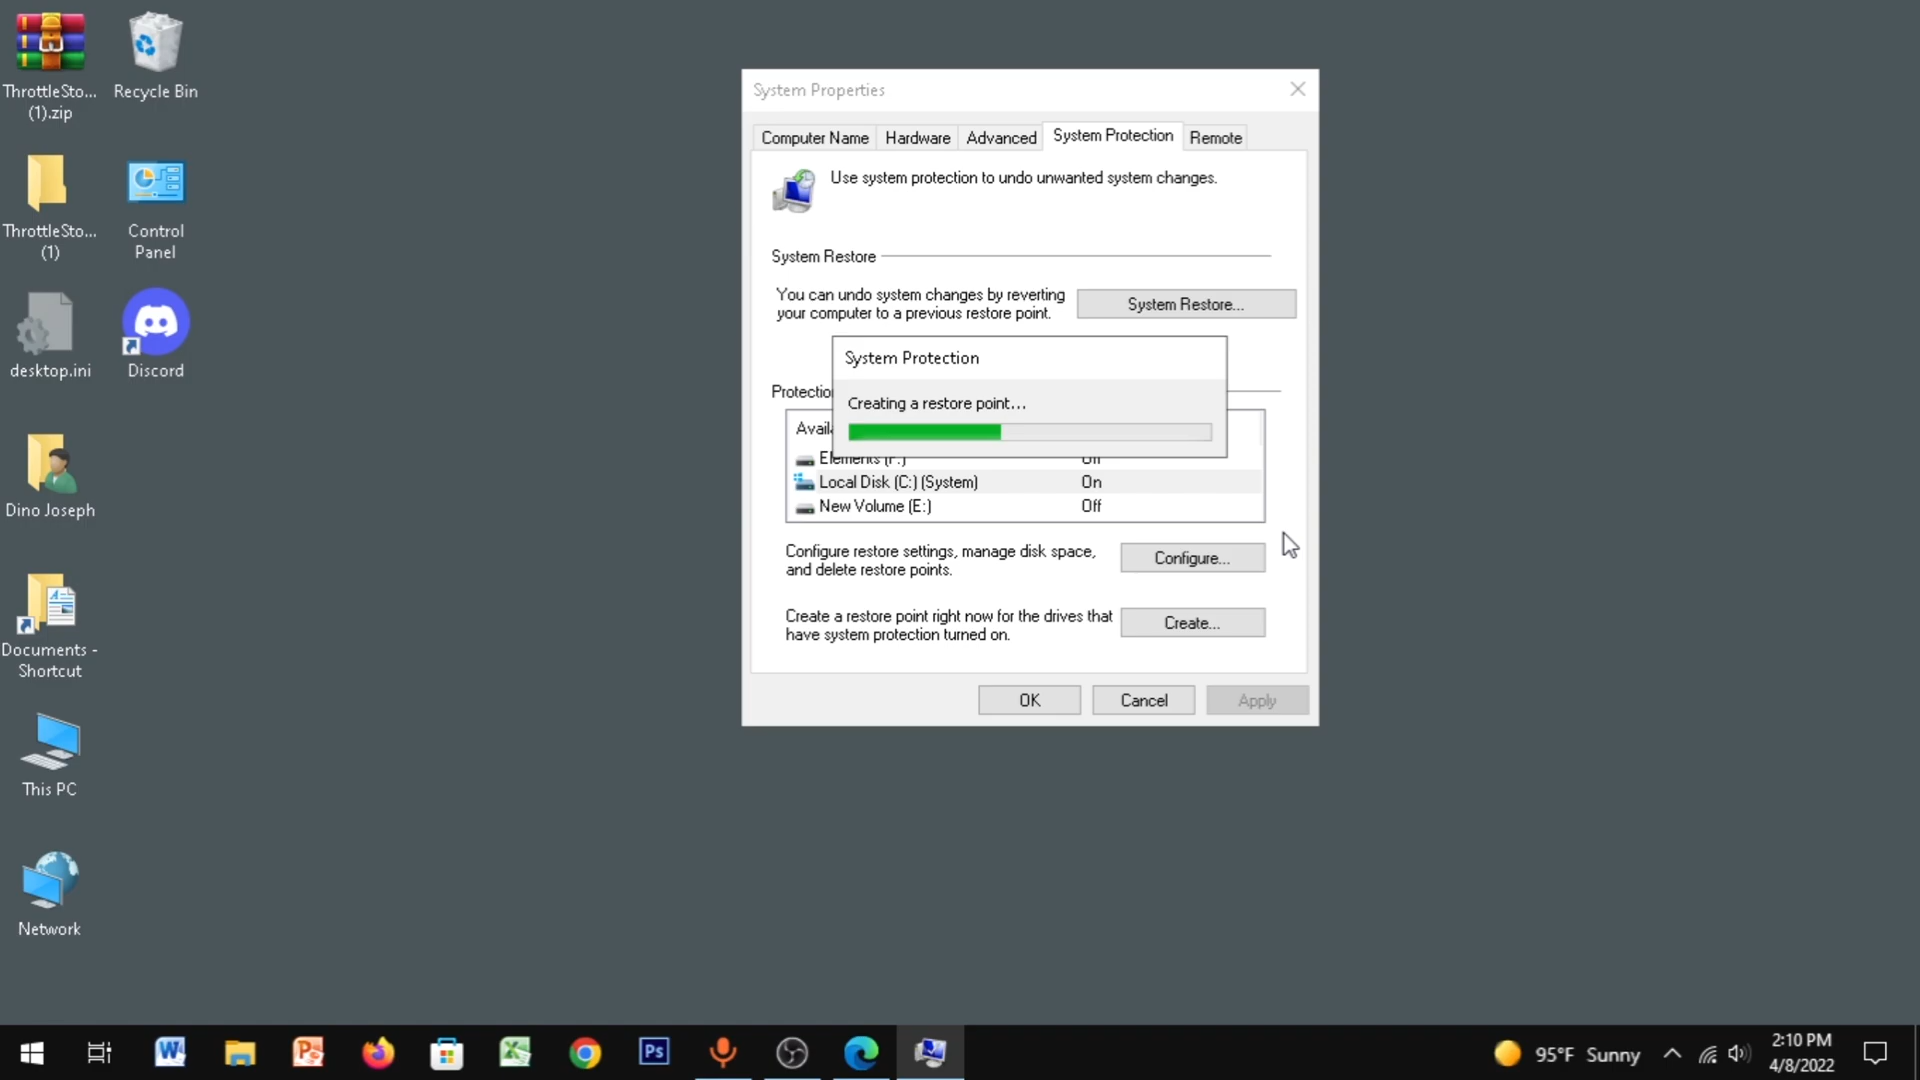 ThrottleSto...
(1).zip
Recycle Bin
ThrottleSto...
(1)
Control
Panel
desktop.ini
Discord
Dino Joseph
Documents -
Shortcut
This PC
Network
System Properties
Computer Name
Hardware
Advanced
System Protection
Remote
Use system protection to undo unwanted system changes.
System Restore
You can undo system changes by reverting
your computer to a previous restore point.
System Restore...
System Protection
Creating a restore point...
Local Disk (C:) (System)
On
New Volume (E:)
Off
Configure restore settings, manage disk space,
and delete restore points.
Configure...
Create a restore point right now for the drives that
have system protection turned on.
Create...
OK
Cancel
Apply
Ps
95°F Sunny
2:10 PM
4/8/2022